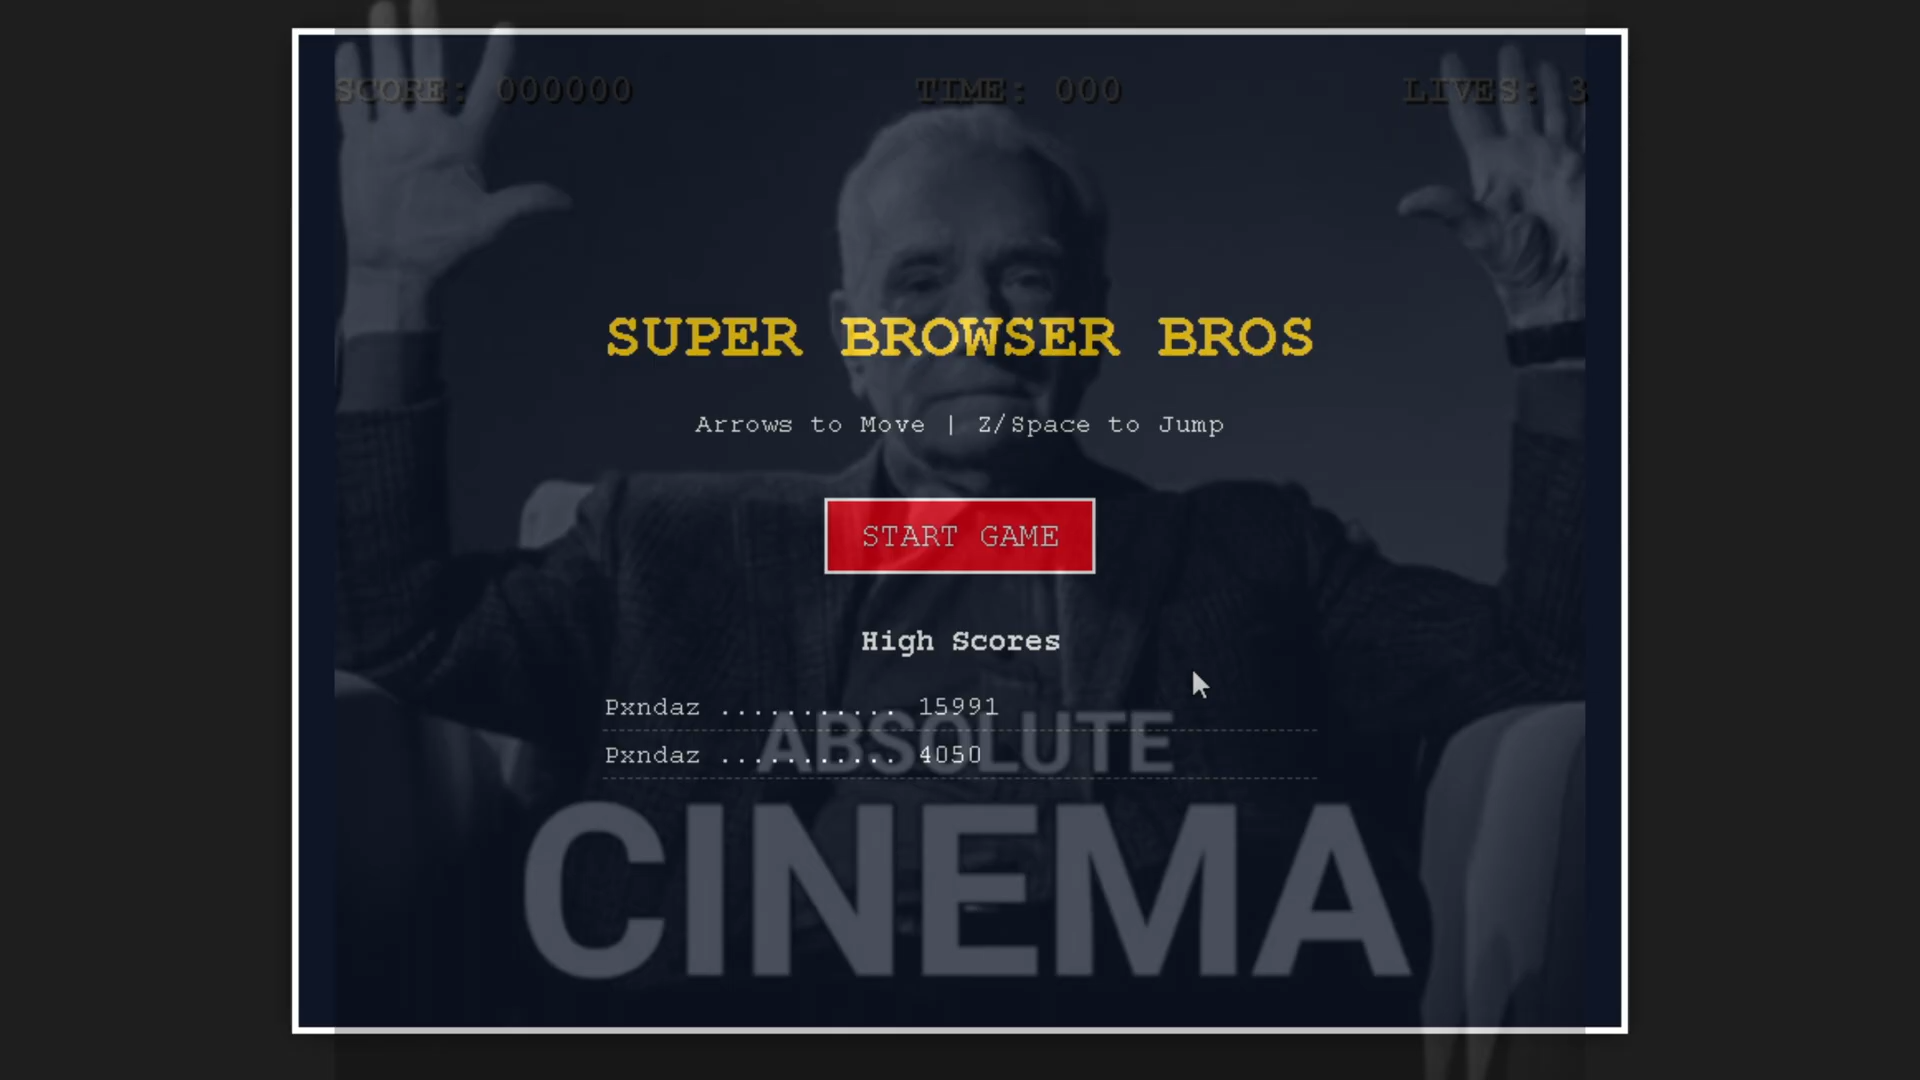 SCORE: 000000 TIME: 000 LIVES: 3
SUPER BROWSER BROS
Arrows to Move | Z/Space to Jump
START GAME
High Scores
Pxndaz ........... 15991
Pxndaz ........... 4050
ABSOLUTE
CINEMA